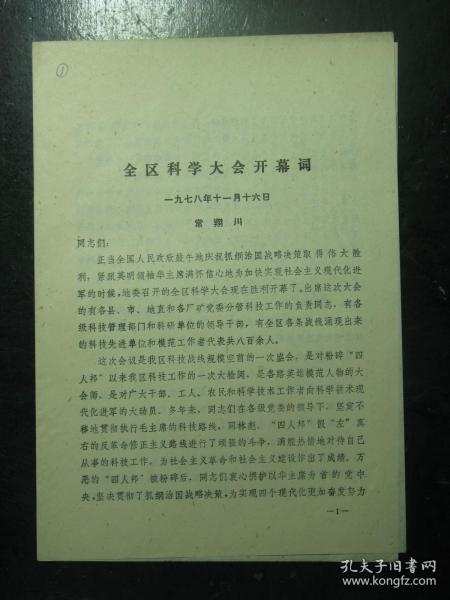 ①
全区科学大会开幕词
一九七八年十一月十六日
常翔川
同志们：
正当全国人民欢欣鼓午地庆祝抓纲治国战略决策取得伟大胜
利，紧跟英明领袖华主席满怀信心地为加快实现社会主义现代化进
军的时候，地委召开的全区科学大会现在胜利开幕了。出席这次大会
的有各县、市、地直和各厂矿党委分管科技工作的负责同志，有各
级科技管理部门和科研单位的领导干部，有全区各条战线涌现出来
的科技先进单位和模范工作者代表共八百余人。
这次会议是我区科技战线规模空前的一次盛会，是对粉碎“四
人邦”以来我区科技工作的一次大检阅，是各路英雄模范人物的大
会师，是对广大干部、工人、农民和科学技术工作者向科学技术现
代化进军的大动员。多年来，同志们在各级党委的领导下，坚定不
移地贯彻执行毛主席的科技路线，同林彪、“四人邦”假“左”真
右的反革命修正主义路线进行了顽强的斗争，满腔热情地对待自己
从事的科技工作，为社会主义革命和社会主义建设作出了成绩。万
恶的“四人邦”被粉碎后，同志们衷心拥护以华主席为首的党中
央，坚决贯彻了抓纲治国战略决策，为实现四个现代化更加奋发努力
—1—
孔夫子旧书网
www.kongfz.com